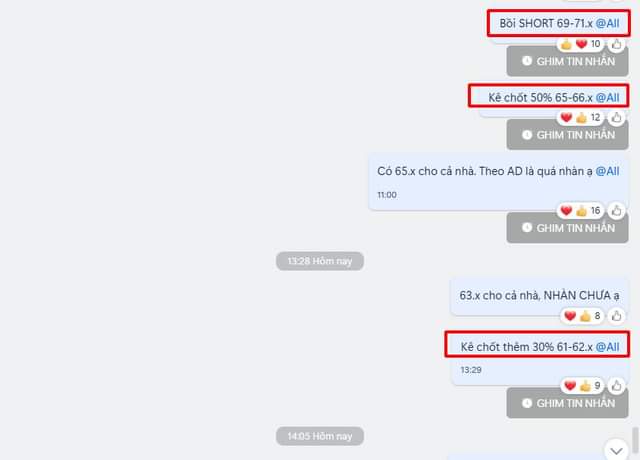 Bồi SHORT 69-71.x @All
10
GHIM TIN NHẮN
Kê chốt 50% 65-66.x @All
12
GHIM TIN NHẮN
Có 65.x cho cả nhà. Theo AD là quá nhàn ạ @All
11:00
16
GHIM TIN NHẮN
13:28 Hôm nay
63.x cho cả nhà, NHÀN CHƯA ạ
8
Kê chốt thêm 30% 61-62.x @All
13:29
9
GHIM TIN NHẮN
14:05 Hôm nay